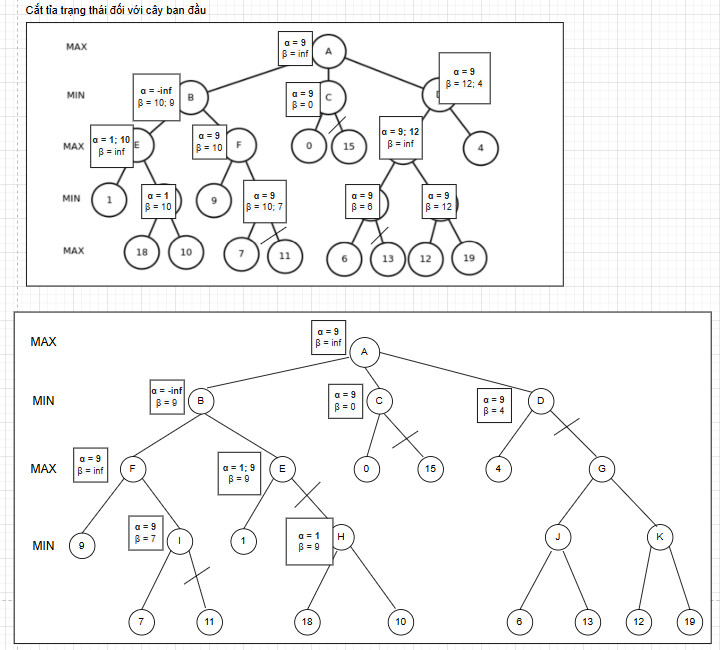 Cắt tỉa trạng thái đối với cây ban đầu
MAX
α = 9
β = inf
A
MIN
α = -inf
β = 10; 9
B
α = 9
β = 0
C
α = 9
β = 12; 4
MAX
α = 1; 10
β = inf
E
α = 9
β = 10
F
0
15
α = 9; 12
β = inf
4
MIN
1
α = 1
β = 10
9
α = 9
β = 10; 7
α = 9
β = 6
α = 9
β = 12
MAX
18
10
7
11
6
13
12
19
MAX
α = 9
β = inf
A
MIN
α = -inf
β = 9
B
α = 9
β = 0
C
α = 9
β = 4
D
MAX
α = 9
β = inf
F
α = 1; 9
β = 9
E
0
15
4
G
MIN
9
α = 9
β = 7
I
1
α = 1
β = 9
H
J
K
7
11
18
10
6
13
12
19